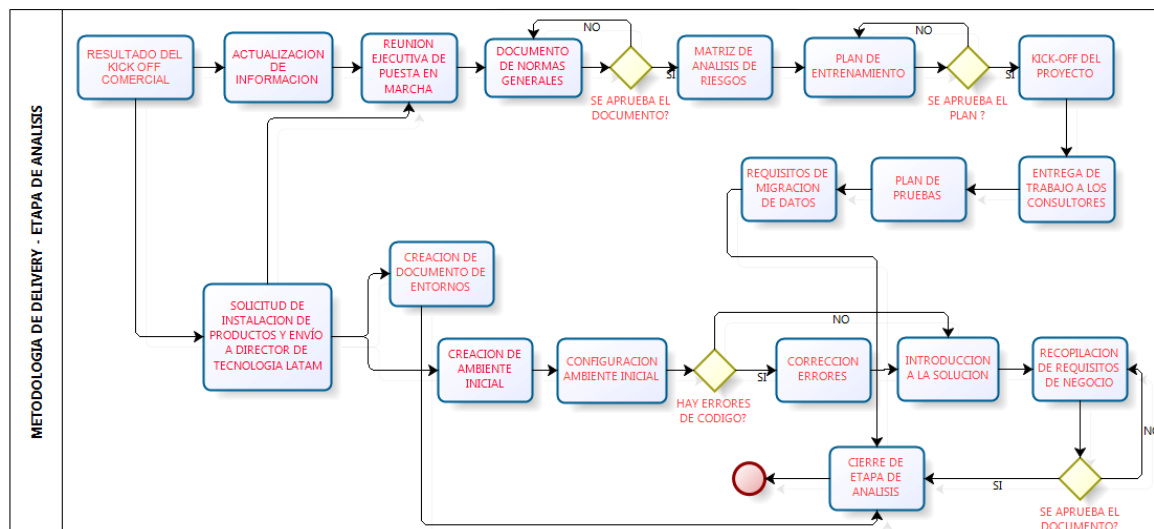 METODOLOGIA DE DELIVERY - ETAPA DE ANALISIS
RESULTADO DEL
KICK OFF
COMERCIAL
ACTUALIZACION
DE
INFORMACION
REUNION
EJECUTIVA DE
PUESTA EN
MARCHA
DOCUMENTO
DE NORMAS
GENERALES
NO
SI
SE APRUEBA EL
DOCUMENTO?
MATRIZ DE
ANALISIS DE
RIESGOS
PLAN DE
ENTRENAMIENTO
NO
SI
SE APRUEBA EL
PLAN ?
KICK-OFF DEL
PROYECTO
REQUISITOS DE
MIGRACION
DE DATOS
PLAN DE
PRUEBAS
ENTREGA DE
TRABAJO A LOS
CONSULTORES
CREACION DE
DOCUMENTO DE
ENTORNOS
SOLICITUD DE
INSTALACION DE
PRODUCTOS Y ENVÍO
A DIRECTOR DE
TECNOLOGIA LATAM
CREACION DE
AMBIENTE
INICIAL
CONFIGURACION
AMBIENTE INICIAL
NO
SI
HAY ERRORES
DE CODIGO?
CORRECCION
ERRORES
INTRODUCCION
A LA SOLUCION
RECOPILACION
DE REQUISITOS
DE NEGOCIO
NO
SI
SE APRUEBA EL
DOCUMENTO?
CIERRE DE
ETAPA DE
ANALISIS